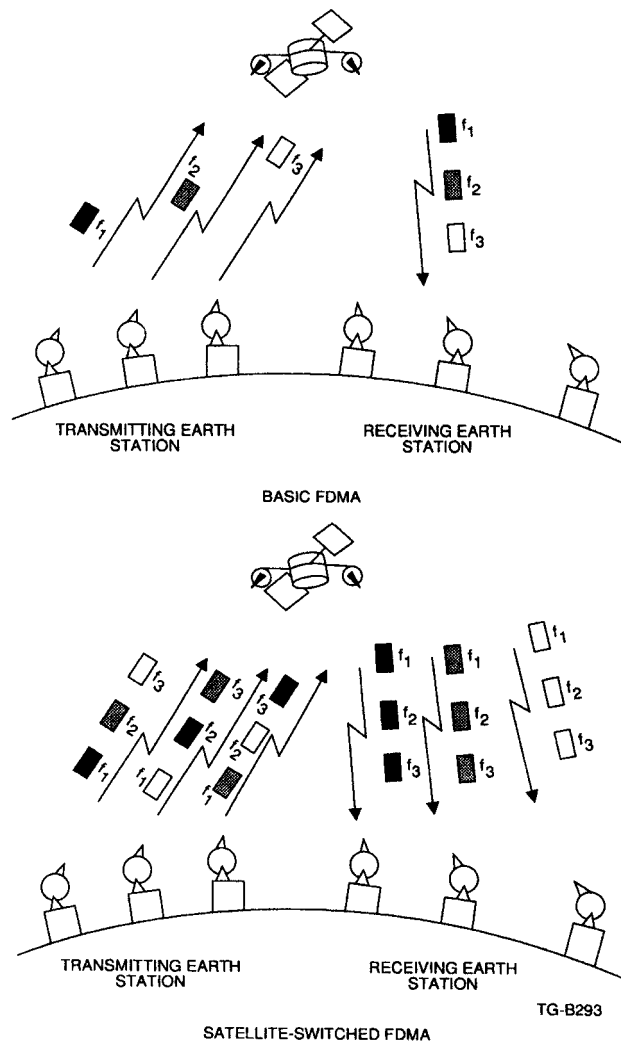 f1
f2
f3
f1
f2
f3
TRANSMITTING EARTH
STATION
RECEIVING EARTH
STATION
BASIC FDMA
f3
f2
f1
f3
f2
f1
f3
f2
f1
f1
f2
f3
f1
f2
f3
f1
f2
f3
TRANSMITTING EARTH
STATION
RECEIVING EARTH
STATION
TG-B293
SATELLITE-SWITCHED FDMA